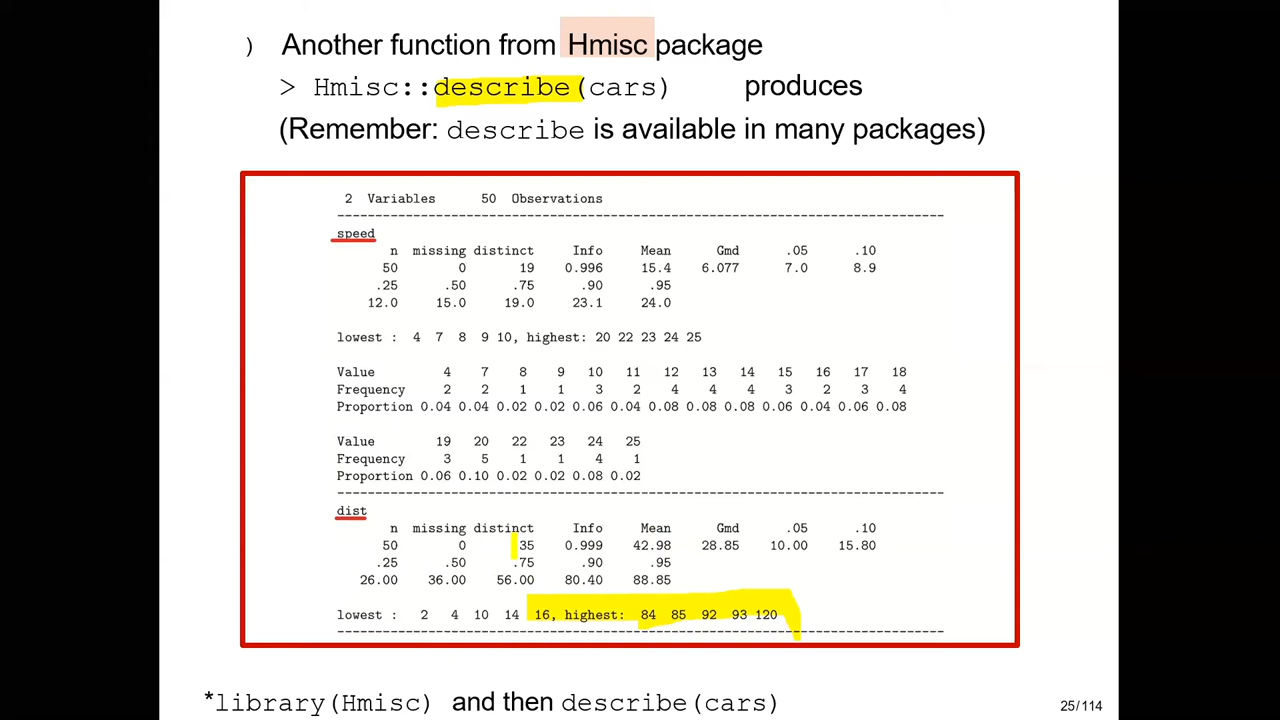 ) Another function from Hmisc package
> Hmisc::describe(cars) produces
(Remember: describe is available in many packages)
2 Variables 50 Observations
--------------------------------------------------------------------------------
speed
n missing distinct Info Mean Gmd .05 .10
50 0 19 0.996 15.4 6.077 7.0 8.9
.25 .50 .75 .90 .95
12.0 15.0 19.0 23.1 24.0
lowest : 4 7 8 9 10, highest: 20 22 23 24 25
Value 4 7 8 9 10 11 12 13 14 15 16 17 18
Frequency 2 2 1 1 3 2 4 4 4 3 2 3 4
Proportion 0.04 0.04 0.02 0.02 0.06 0.04 0.08 0.08 0.08 0.06 0.04 0.06 0.08
Value 19 20 22 23 24 25
Frequency 3 5 1 1 4 1
Proportion 0.06 0.10 0.02 0.02 0.08 0.02
--------------------------------------------------------------------------------
dist
n missing distinct Info Mean Gmd .05 .10
50 0 35 0.999 42.98 28.85 10.00 15.80
.25 .50 .75 .90 .95
26.00 36.00 56.00 80.40 88.85
lowest : 2 4 10 14 16, highest: 84 85 92 93 120
--------------------------------------------------------------------------------
*library(Hmisc) and then describe(cars)
25/114